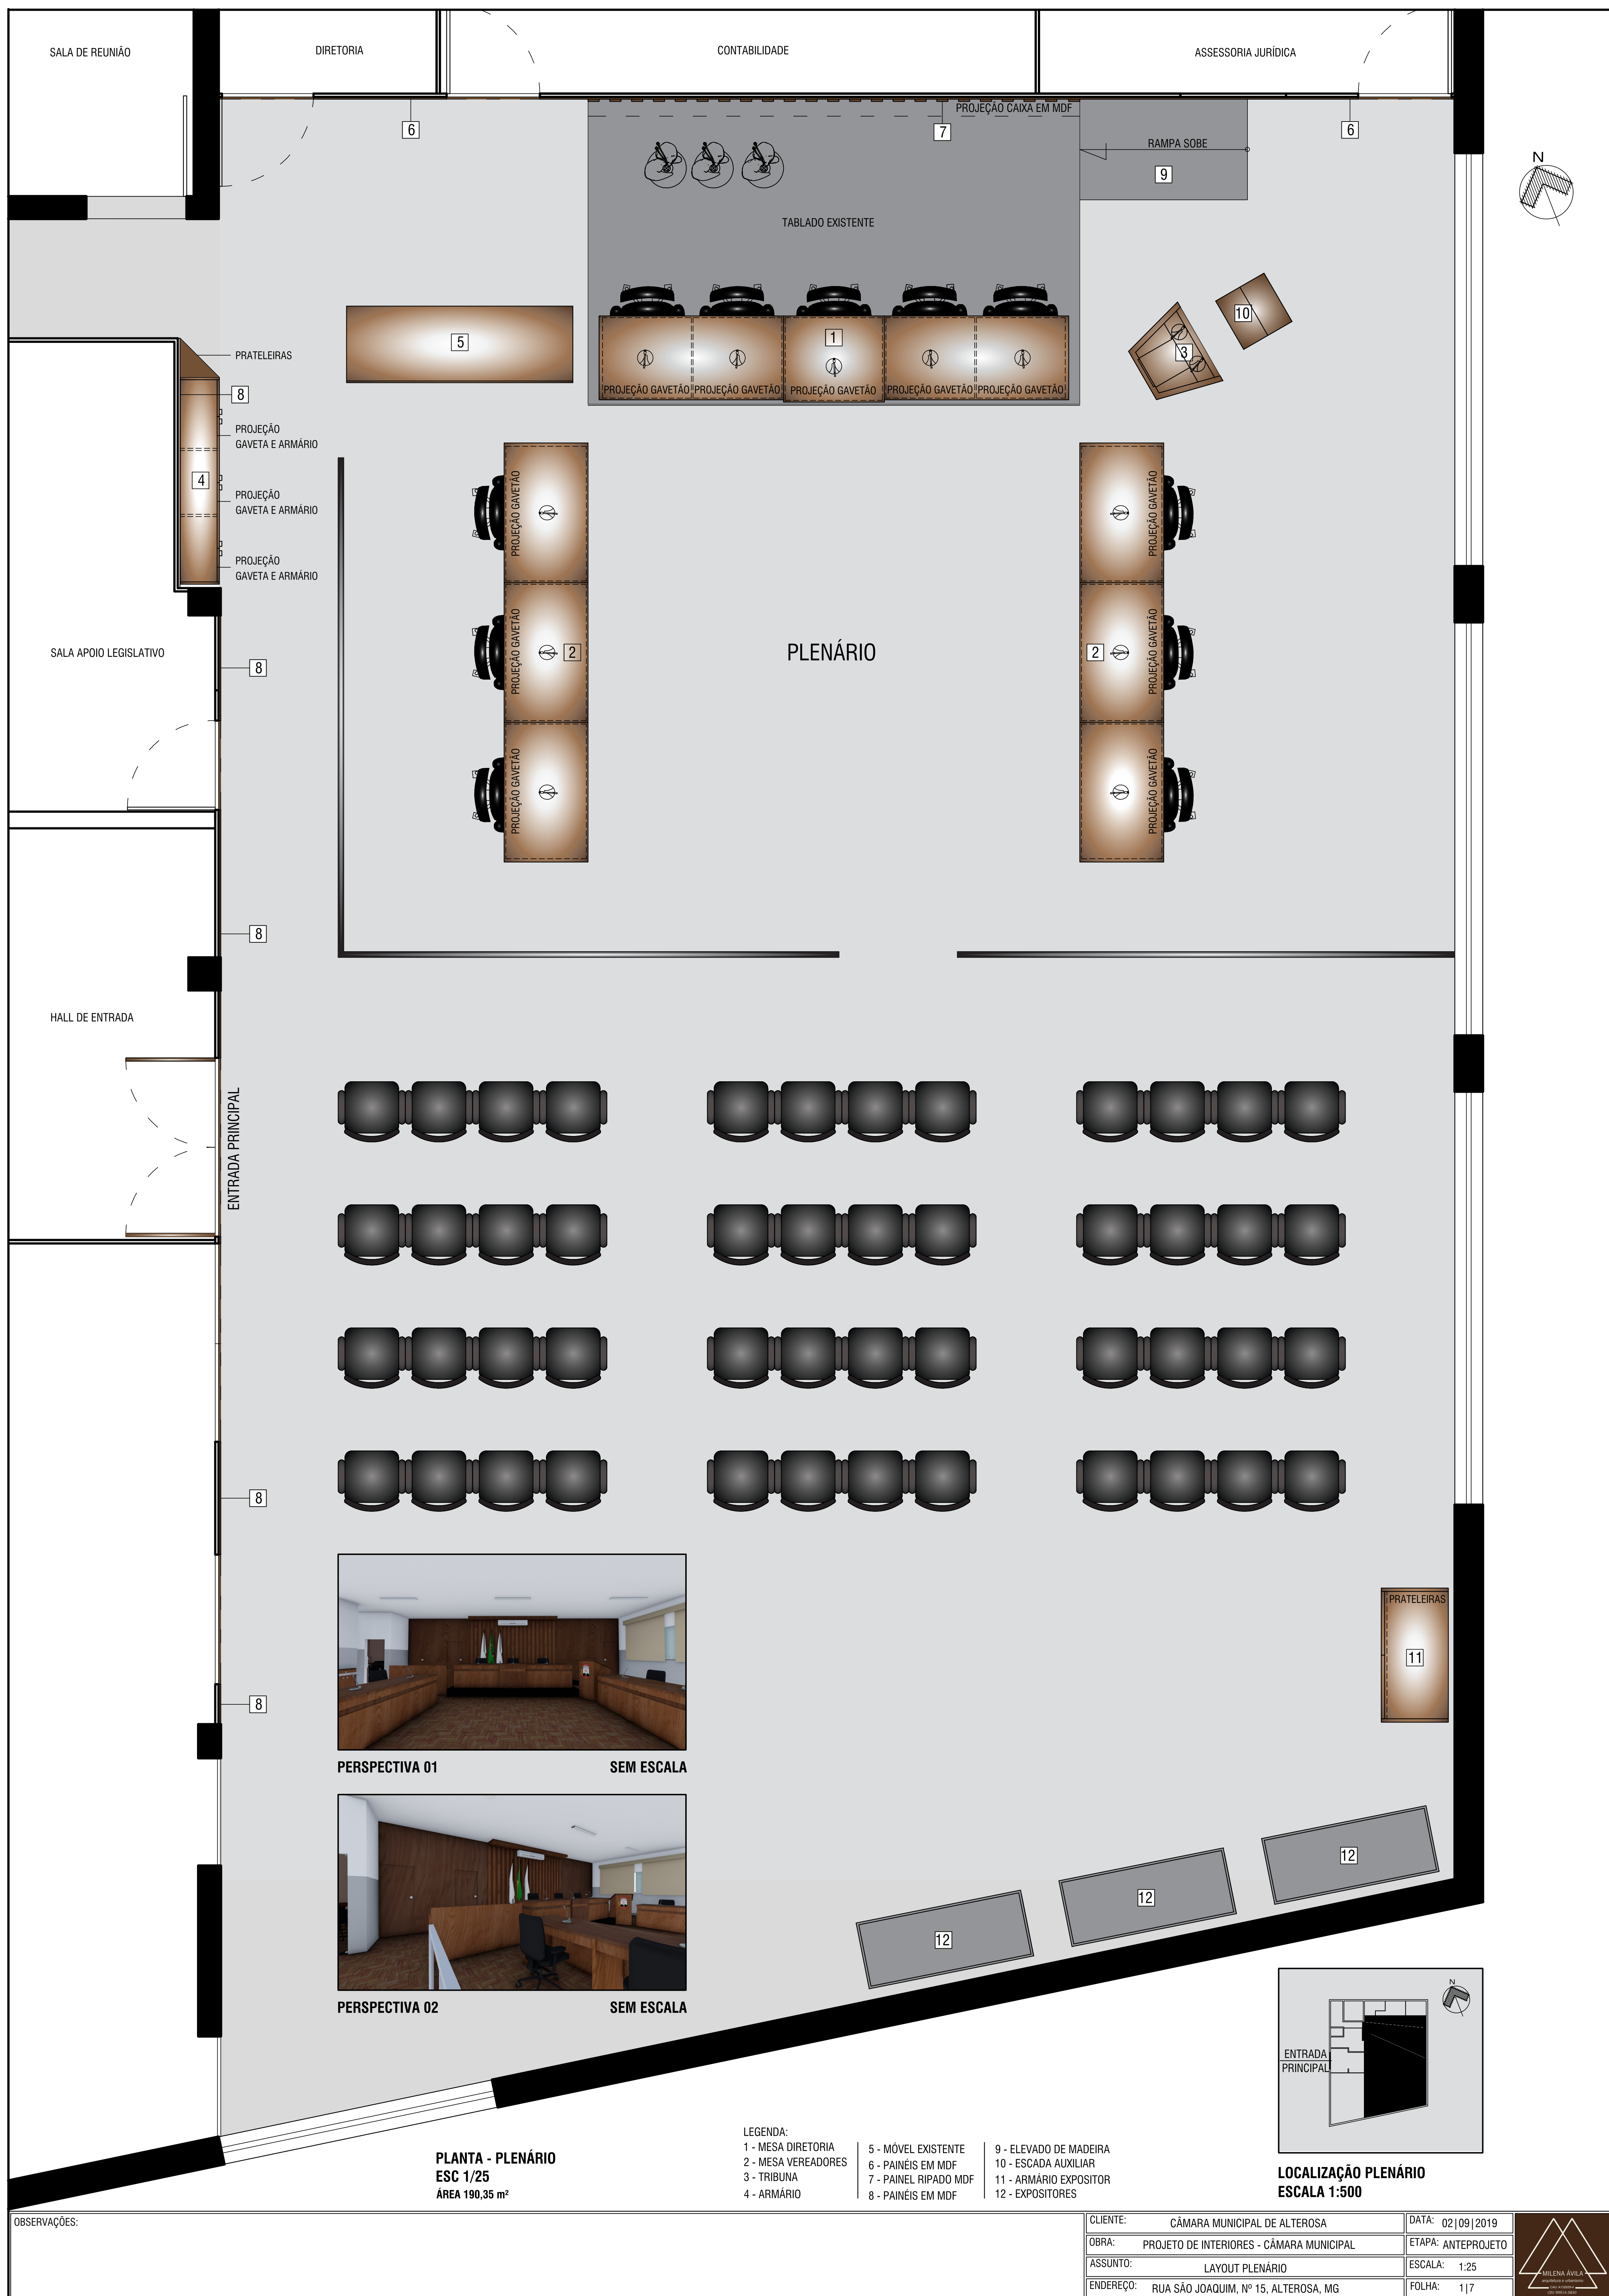 SALA DE REUNIÃO
DIRETORIA
CONTABILIDADE
ASSESSORIA JURÍDICA
PROJEÇÃO CAIXA EM MDF
6
7
6
RAMPA SOBE
9
N
TABLADO EXISTENTE
10
5
1
3
PROJEÇÃO GAVETÃO
PROJEÇÃO GAVETÃO
PROJEÇÃO GAVETÃO
PROJEÇÃO GAVETÃO
PROJEÇÃO GAVETÃO
PRATELEIRAS
8
PROJEÇÃO
GAVETA E ARMÁRIO
4
PROJEÇÃO
GAVETA E ARMÁRIO
PROJEÇÃO
GAVETA E ARMÁRIO
PROJEÇÃO GAVETÃO
PROJEÇÃO GAVETÃO
PROJEÇÃO GAVETÃO
2
PLENÁRIO
2
PROJEÇÃO GAVETÃO
PROJEÇÃO GAVETÃO
PROJEÇÃO GAVETÃO
SALA APOIO LEGISLATIVO
8
8
HALL DE ENTRADA
ENTRADA PRINCIPAL
8
PRATELEIRAS
11
8
PERSPECTIVA 01
SEM ESCALA
12
12
12
PERSPECTIVA 02
SEM ESCALA
N
ENTRADA
PRINCIPAL
PLANTA - PLENÁRIO
ESC 1/25
ÁREA 190,35 m²
LEGENDA:
1 - MESA DIRETORIA
2 - MESA VEREADORES
3 - TRIBUNA
4 - ARMÁRIO
5 - MÓVEL EXISTENTE
6 - PAINÉIS EM MDF
7 - PAINEL RIPADO MDF
8 - PAINÉIS EM MDF
9 - ELEVADO DE MADEIRA
10 - ESCADA AUXILIAR
11 - ARMÁRIO EXPOSITOR
12 - EXPOSITORES
LOCALIZAÇÃO PLENÁRIO
ESCALA 1:500
OBSERVAÇÕES:
CLIENTE: CÂMARA MUNICIPAL DE ALTEROSA
DATA: 02|09|2019
OBRA: PROJETO DE INTERIORES - CÂMARA MUNICIPAL
ETAPA: ANTEPROJETO
ASSUNTO: LAYOUT PLENÁRIO
ESCALA: 1:25
ENDEREÇO: RUA SÃO JOAQUIM, Nº 15, ALTEROSA, MG
FOLHA: 1|7
MILENA ÁVILA
arquitetura e urbanismo